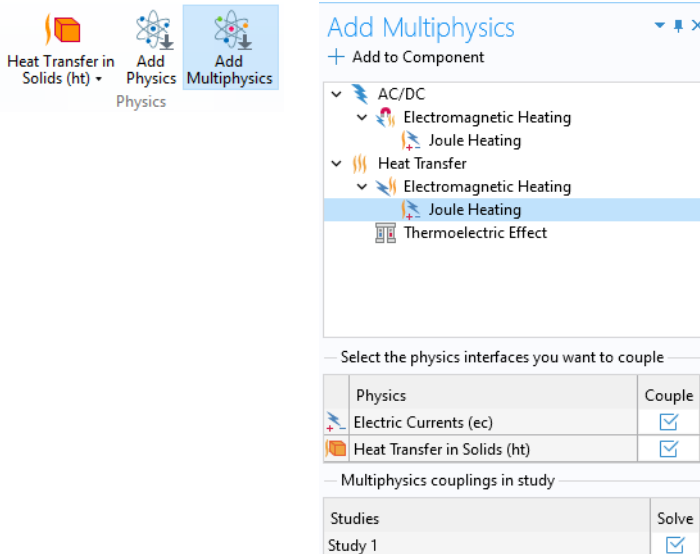 Heat Transfer in
Solids (ht)
Add
Physics
Add
Multiphysics
Physics
Add Multiphysics
Add to Component
AC/DC
Electromagnetic Heating
Joule Heating
Heat Transfer
Electromagnetic Heating
Joule Heating
Thermoelectric Effect
Select the physics interfaces you want to couple
Physics Couple
Electric Currents (ec)
Heat Transfer in Solids (ht)
Multiphysics couplings in study
Studies Solve
Study 1